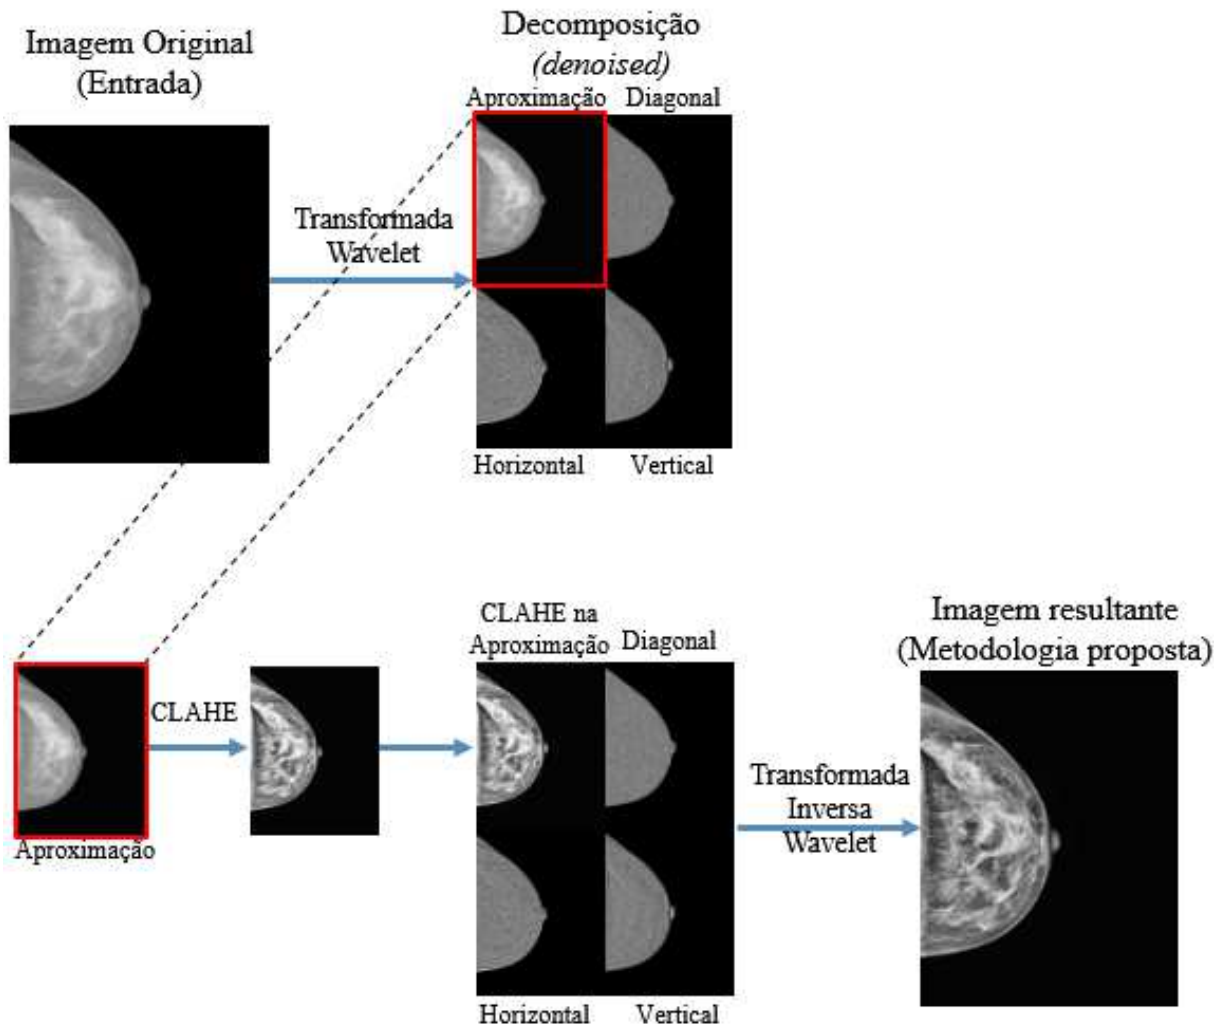 Imagem Original
(Entrada)
Decomposição
(denoised)
Aproximação Diagonal
Transformada
Wavelet
Horizontal Vertical
Aproximação
CLAHE
CLAHE na
Aproximação Diagonal
Horizontal Vertical
Transformada
Inversa
Wavelet
Imagem resultante
(Metodologia proposta)